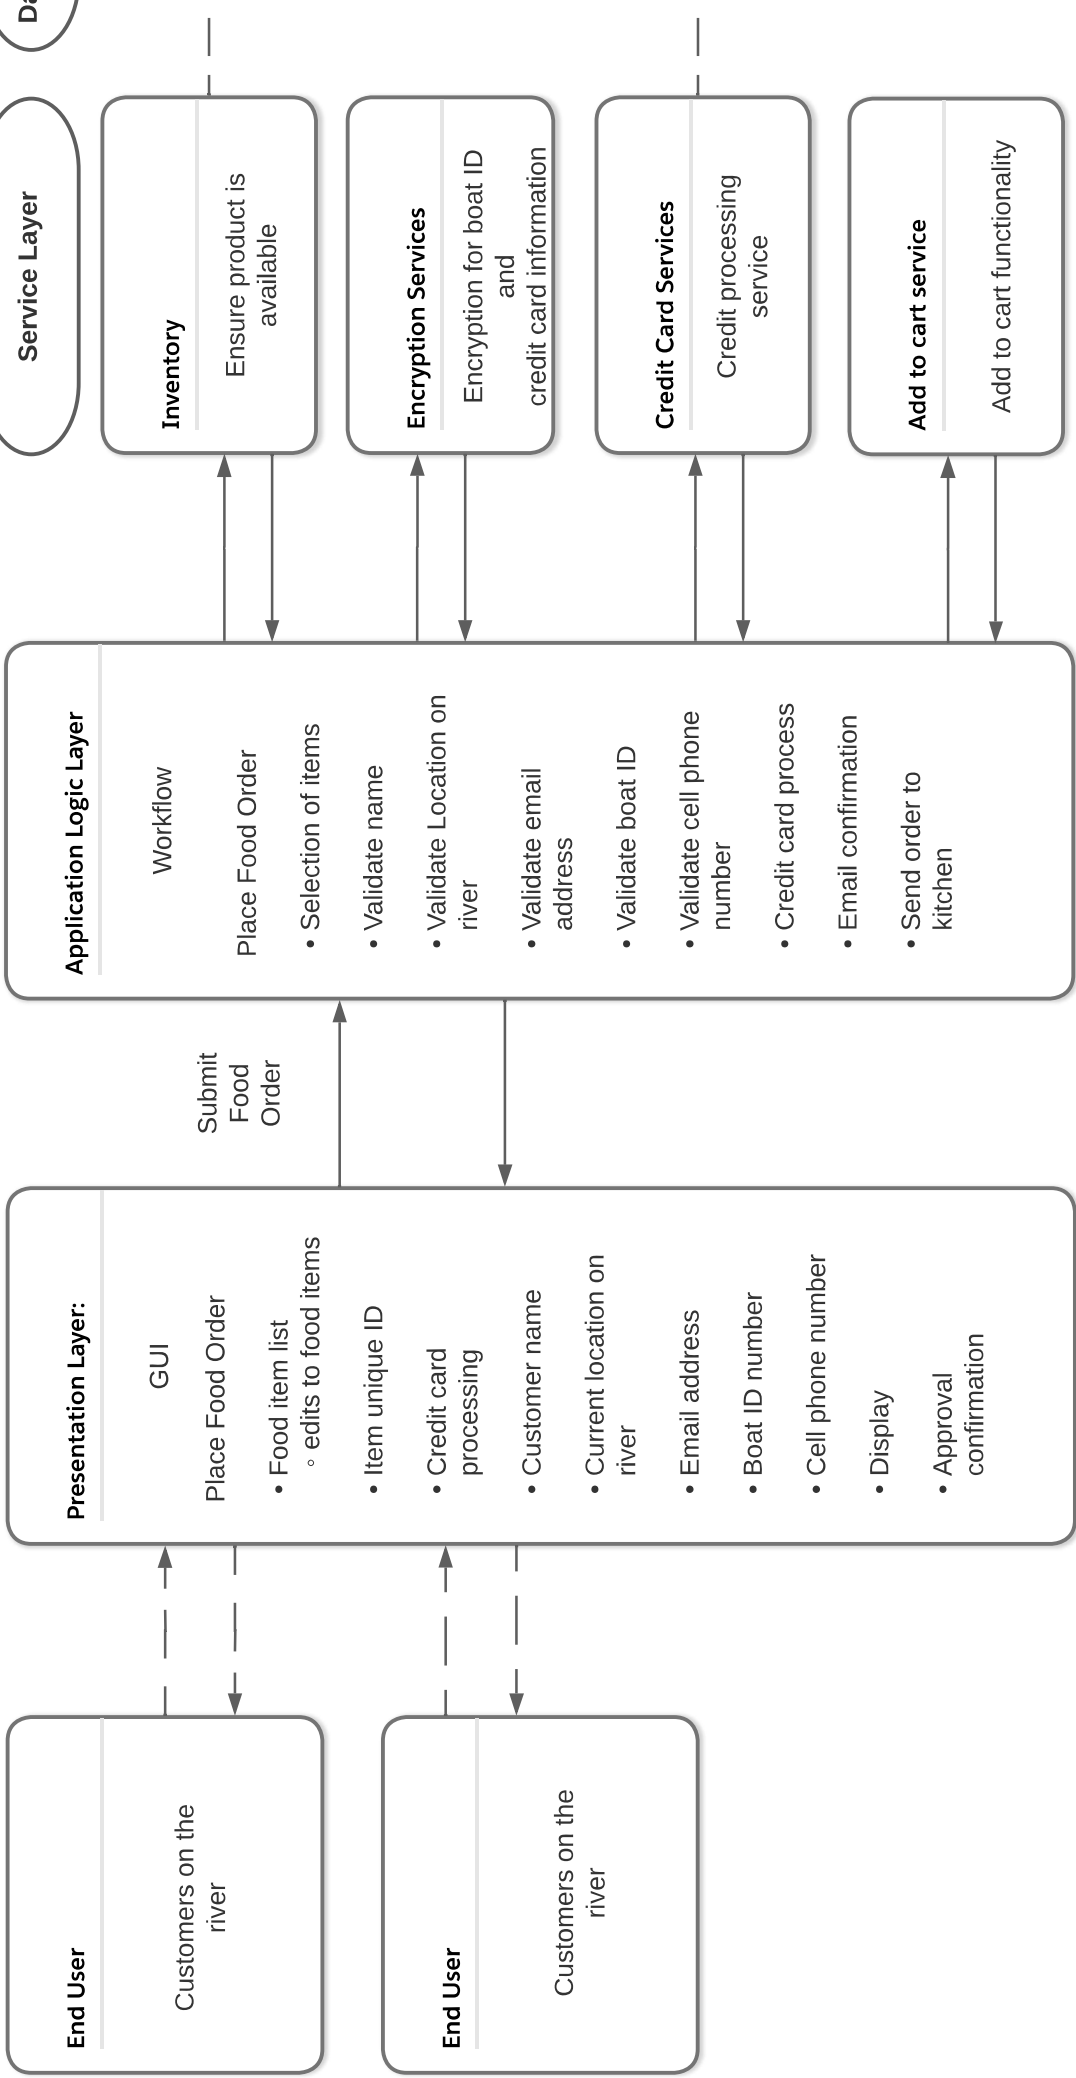 End User
Customers on the
river
End User
Customers on the
river
Presentation Layer:
GUI
Place Food Order
• Food item list
◦ edits to food items
• Item unique ID
• Credit card
processing
• Customer name
• Current location on
river
• Email address
• Boat ID number
• Cell phone number
• Display
• Approval
confirmation
Submit
Food
Order
Application Logic Layer
Workflow
Place Food Order
• Selection of items
• Validate name
• Validate Location on
river
• Validate email
address
• Validate boat ID
• Validate cell phone
number
• Credit card process
• Email confirmation
• Send order to
kitchen
Service Layer
Inventory
Ensure product is
available
Encryption Services
Encryption for boat ID
and
credit card information
Credit Card Services
Credit processing
service
Add to cart service
Add to cart functionality